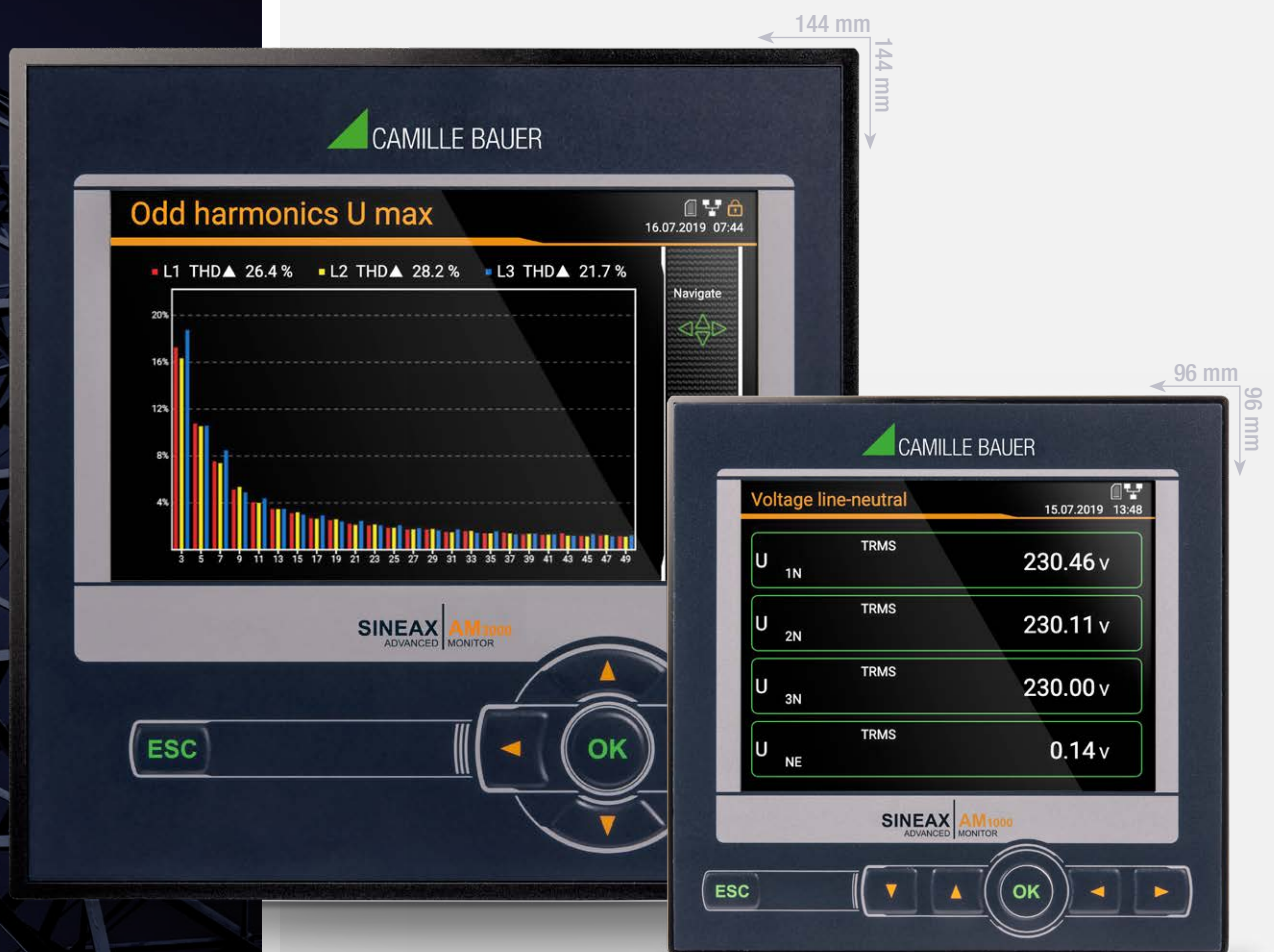 144 mm
144 mm
CAMILLE BAUER
Odd harmonics U max
16.07.2019 07:44
L1 THD▲ 26.4 % L2 THD▲ 28.2 % L3 THD▲ 21.7 %
Navigate
20%
16%
12%
8%
4%
3 5 7 9 11 13 15 17 19 21 23 25 27 29 31 33 35 37 39 41 43 45 47 49
SINEAX AM3000
ADVANCED MONITOR
ESC
OK
96 mm
96 mm
CAMILLE BAUER
Voltage line-neutral
15.07.2019 13:48
U 1N TRMS 230.46 V
U 2N TRMS 230.11 V
U 3N TRMS 230.00 V
U NE TRMS 0.14 V
SINEAX AM1000
ADVANCED MONITOR
ESC
OK